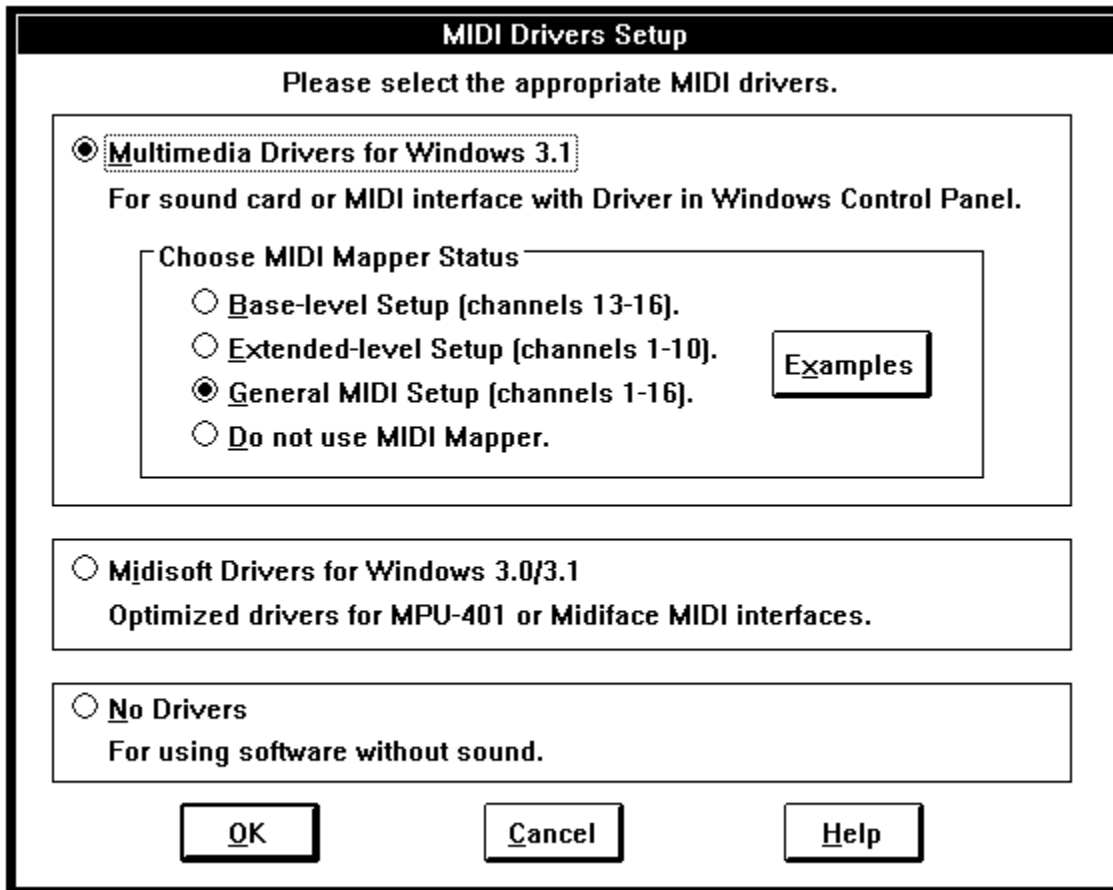 MIDI Drivers Setup
Please select the appropriate MIDI drivers.
Multimedia Drivers for Windows 3.1
For sound card or MIDI interface with Driver in Windows Control Panel.
Choose MIDI Mapper Status
Base-level Setup (channels 13-16).
Extended-level Setup (channels 1-10).
Examples
General MIDI Setup (channels 1-16).
Do not use MIDI Mapper.
Midisoft Drivers for Windows 3.0/3.1
Optimized drivers for MPU-401 or Midiface MIDI interfaces.
No Drivers
For using software without sound.
OK Cancel Help